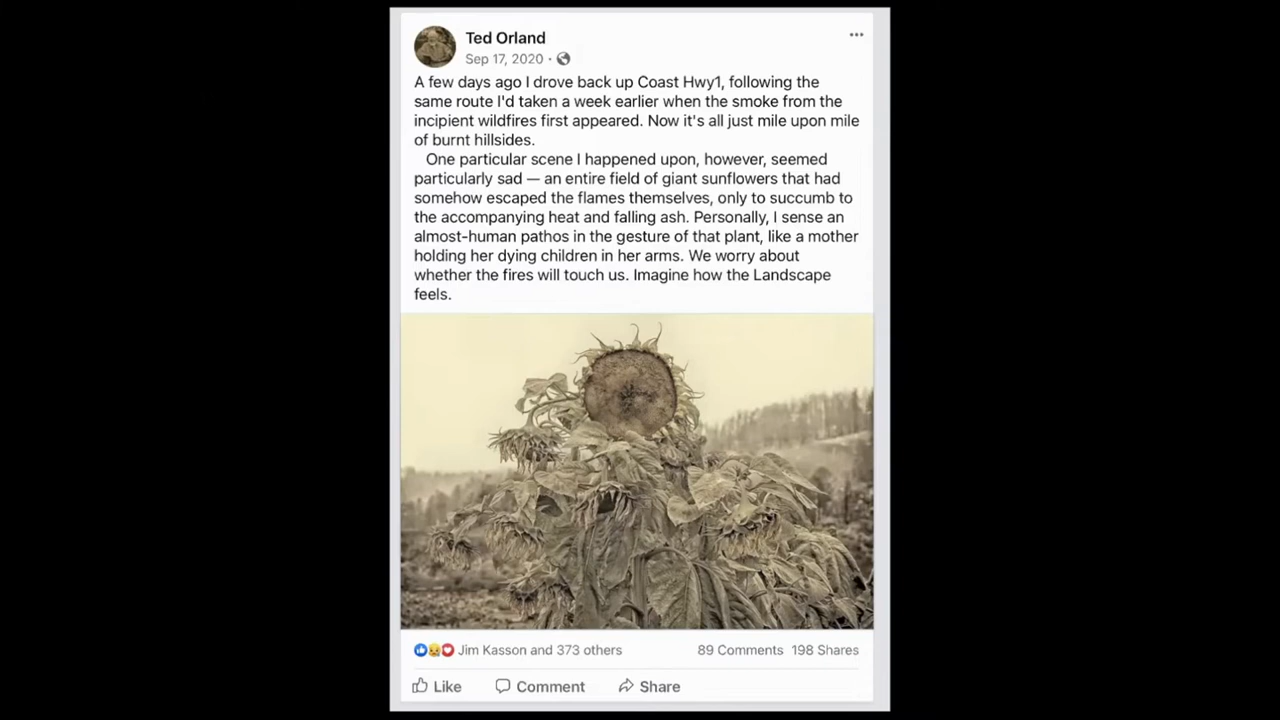 Ted Orland
Sep 17, 2020 ·
A few days ago I drove back up Coast Hwy1, following the
same route I'd taken a week earlier when the smoke from the
incipient wildfires first appeared. Now it's all just mile upon mile
of burnt hillsides.
One particular scene I happened upon, however, seemed
particularly sad — an entire field of giant sunflowers that had
somehow escaped the flames themselves, only to succumb to
the accompanying heat and falling ash. Personally, I sense an
almost-human pathos in the gesture of that plant, like a mother
holding her dying children in her arms. We worry about
whether the fires will touch us. Imagine how the Landscape
feels.
Jim Kasson and 373 others 89 Comments 198 Shares
Like Comment Share